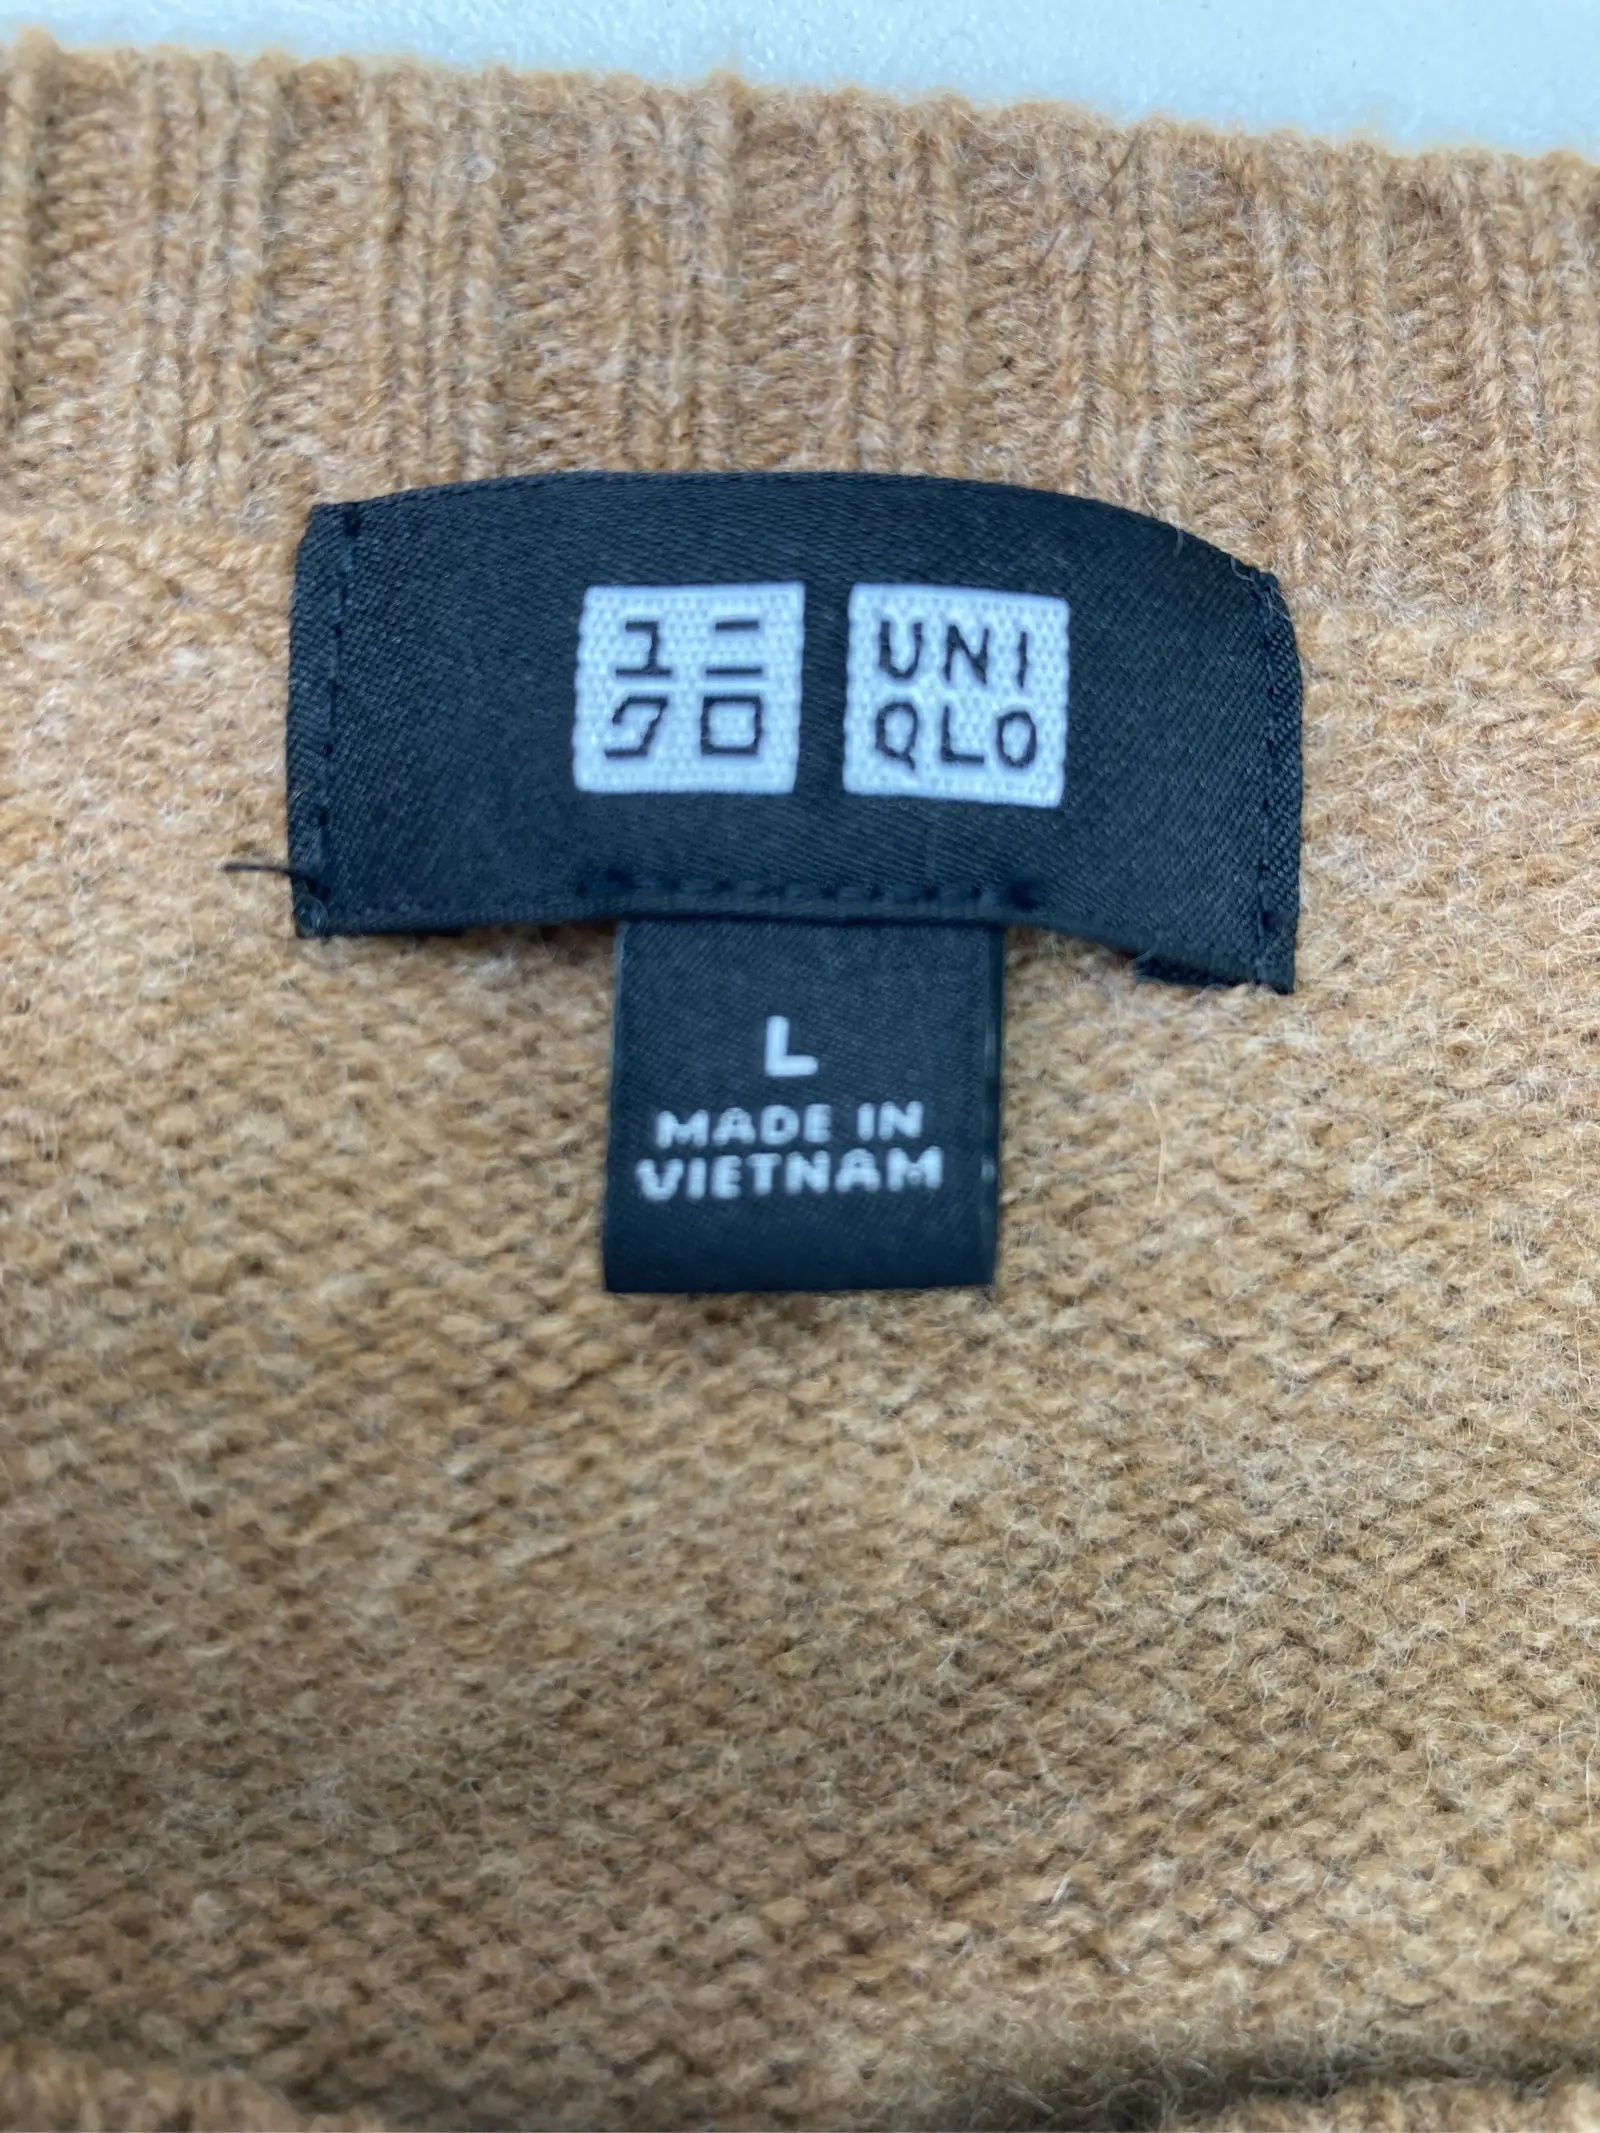 ユニ
クロ
UNI
QLO
L
MADE IN
VIETNAM